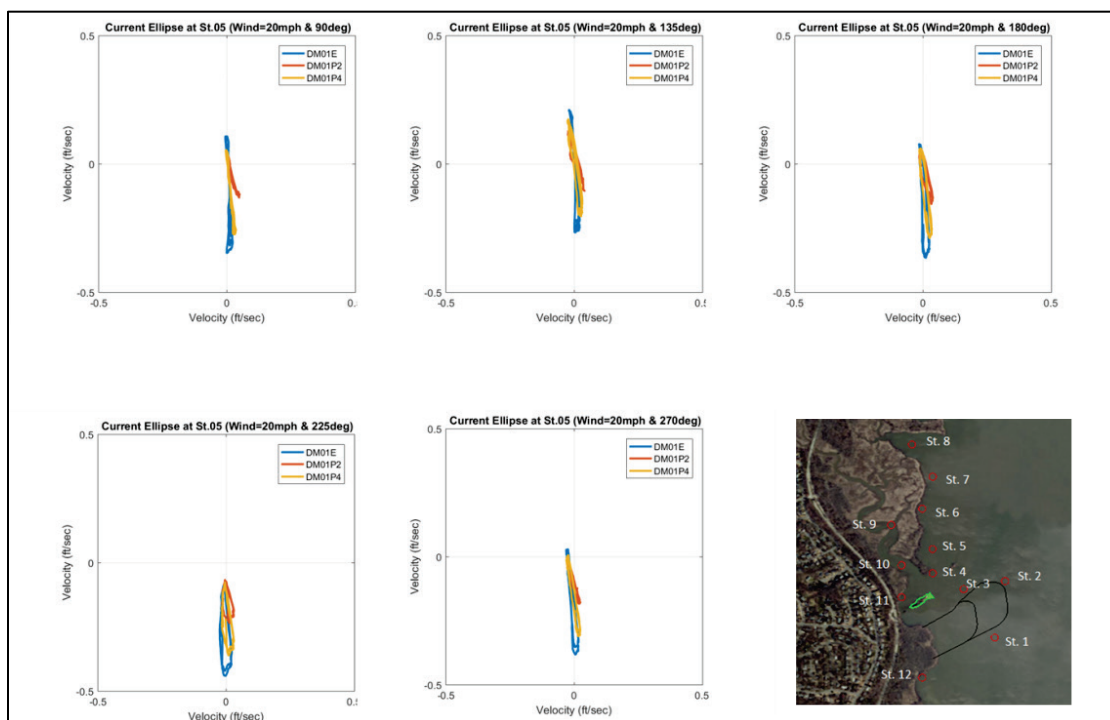 Current Ellipse at St.05 (Wind=20mph & 90deg)
0.5
DM01E
DM01P2
DM01P4
Velocity (ft/sec)
0
-0.5
-0.5
0
0.
Velocity (ft/sec)
Current Ellipse at St.05 (Wind=20mph & 135deg)
0.5
DM01E
DM01P2
DM01P4
Velocity (ft/sec)
0
-0.5
-0.5
0
0.5
Velocity (ft/sec)
Current Ellipse at St.05 (Wind=20mph & 180deg)
0.5
DM01E
DM01P2
DM01P4
Velocity (ft/sec)
0
-0.5
-0.5
0
0.5
Velocity (ft/sec)
Current Ellipse at St.05 (Wind=20mph & 225deg)
0.5
DM01E
DM01P2
DM01P4
Velocity (ft/sec)
0
-0.5
-0.5
0
0.5
Velocity (ft/sec)
Current Ellipse at St.05 (Wind=20mph & 270deg)
0.5
DM01E
DM01P2
DM01P4
Velocity (ft/sec)
0
-0.5
-0.5
0
0.5
Velocity (ft/sec)
St. 8
St. 7
St. 6
St. 9
St. 5
St. 10
St. 4
St. 2
St. 3
St. 11
St. 1
St. 12